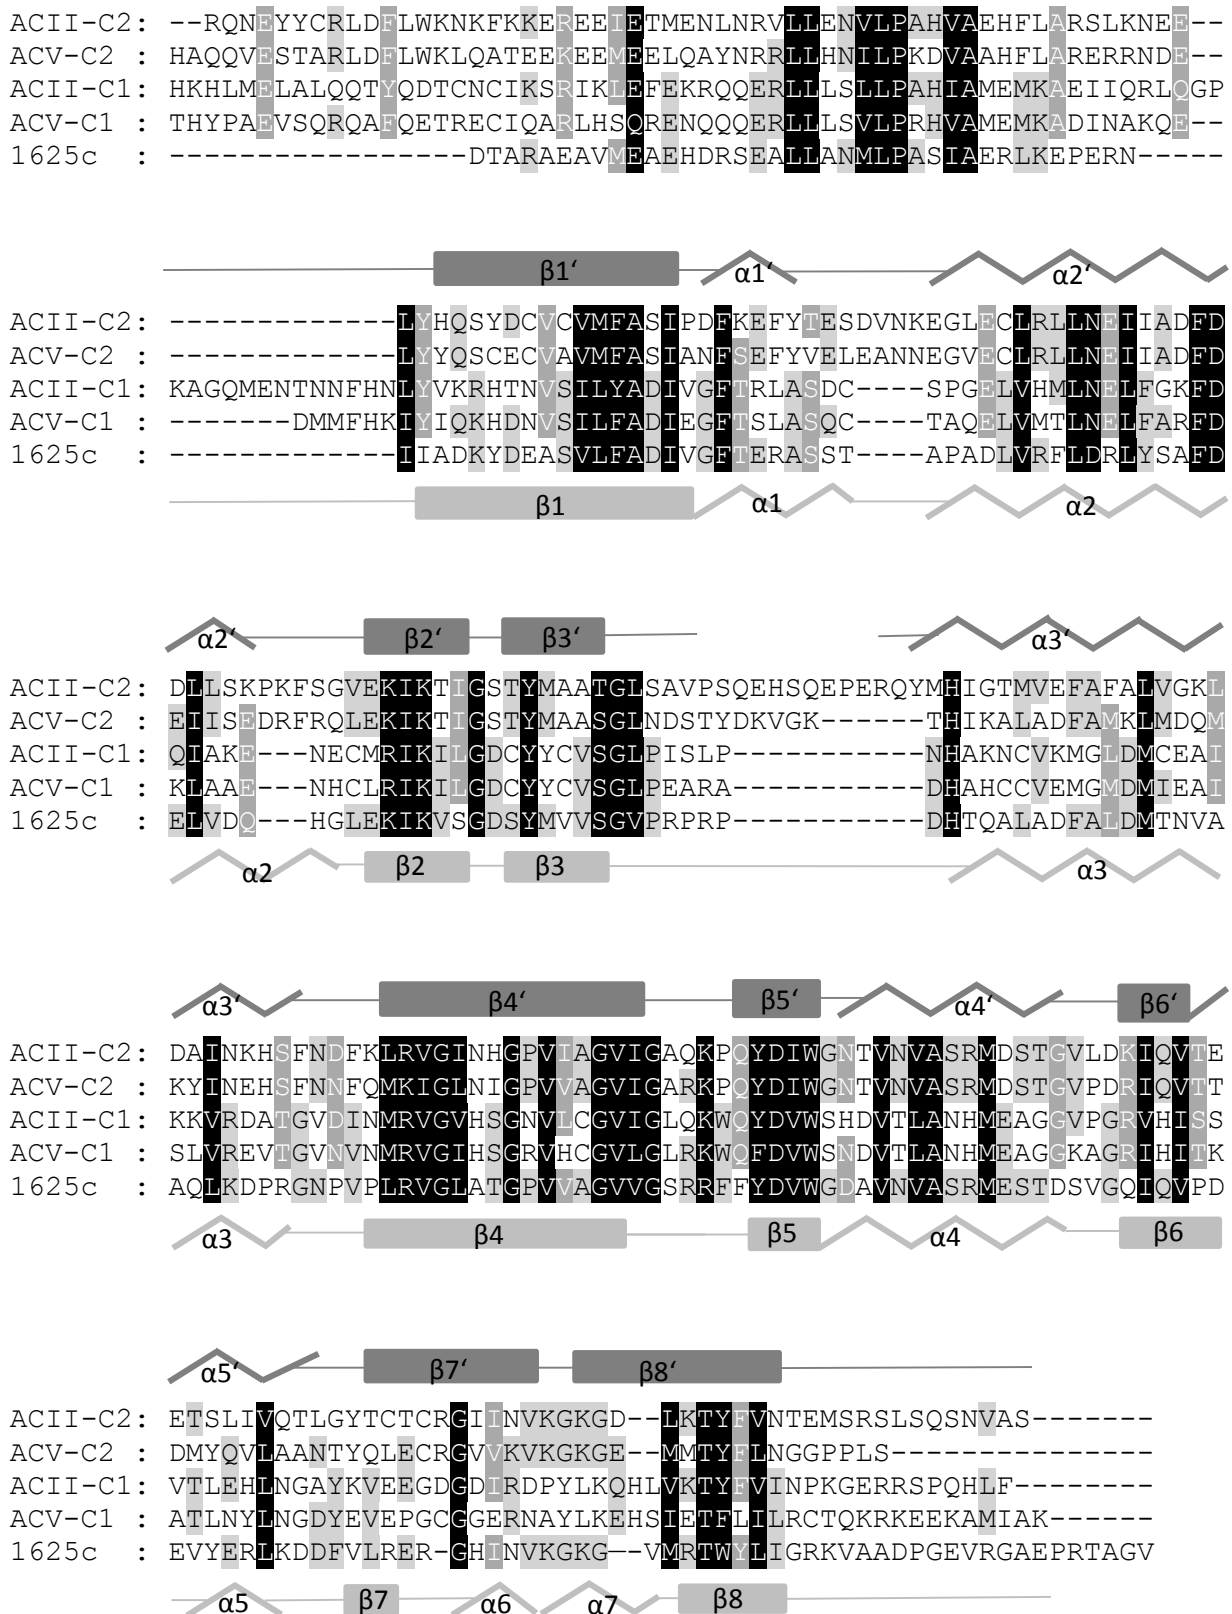 ACII-C2: --RQNEYYCRLDFLWKNKFKKEREEIETMENLNRVLLENVLPAHVAEHFLARSLKNEE--
ACV-C2 : HAQQVESTARLDFLWKLQATEEKEEMEELQAYNRRLLHNILPKDVAAHFLARERRNDE--
ACII-C1: HKHLMELALQQTYQDTCNCIKSRIKLEFEKRQQERLLLSLLPAHIAMEMKAEIIQRLQGP
ACV-C1 : THYPAEVSQRQAFQETRECIQARLHSQRENQQQERLLLSVLPRHVAMEMKADINAKQE--
1625c : -----------------DTARAEAVMEAEHDRSEALLANMLPASIAERLKEPERN-----
β1‘ α1‘ α2‘
ACII-C2: -------------LYHQSYDCVCVMFASIPDFKEFYTESDVNKEGLECLRLLNEIIADFD
ACV-C2 : -------------LYYQSCECVAVMFASIANFSEFYVELEANNEGVECLRLLNEIIADFD
ACII-C1: KAGQMENTNNFHNLYVKRHTNVSILYADIVGFTRLASDC----SPGELVHMLNELFGKFD
ACV-C1 : -------DMMFHKIYIQKHDNVSILFADIEGFTSLASQC----TAQELVMTLNELFARFD
1625c : -------------IIADKYDEASVLFADIVGFTERASST----APADLVRFLDRLYSAFD
β1 α1 α2
α2‘ β2‘ β3‘ α3‘
ACII-C2: DLLSKPKFSGVEKIKTIGSTYMAATGLSAVPSQEHSQEPERQYMHIGTMVEFAFALVGKL
ACV-C2 : EIISEDRFRQLEKIKTIGSTYMAASGLNDSTYDKVGK------THIKALADFAMKLMDQM
ACII-C1: QIAKE---NECMRIKILGDCYYCVSGLPISLP-----------NHAKNCVKMGLDMCEAI
ACV-C1 : KLAAE---NHCLRIKILGDCYYCVSGLPEARA-----------DHAHCCVEMGMDMIEAI
1625c : ELVDQ---HGLEKIKVSGDSYMVVSGVPRPRP-----------DHTQALADFALDMTNVA
α2 β2 β3 α3
α3‘ β4‘ β5‘ α4‘ β6‘
ACII-C2: DAINKHSFNDFKLRVGINHGPVIAGVIGAQKPQYDIWGNTVNVASRMDSTGVLDKIQVTE
ACV-C2 : KYINEHSFNNFQMKIGLNIGPVVAGVIGARKPQYDIWGNTVNVASRMDSTGVPDRIQVTT
ACII-C1: KKVRDATGVDINMRVGVHSGNVLCGVIGLQKWQYDVWSHDVTLANHMEAGGVPGRVHISS
ACV-C1 : SLVREVTGVNVNMRVGIHSGRVHCGVLGLRKWQFDVWSNDVTLANHMEAGGKAGRIHITK
1625c : AQLKDPRGNPVPLRVGLATGPVVAGVVGSRRFFYDVWGDAVNVASRMESTDSVGQIQVPD
α3 β4 β5 α4 β6
α5‘ β7‘ β8‘
ACII-C2: ETSLIVQTLGYTCTCRGIINVKGKGD--LKTYFVNTEMSRSLSQSNVAS-------
ACV-C2 : DMYQVLAANTYQLECRGVVKVKGKGE--MMTYFLNGGPPLS---------------
ACII-C1: VTLEHLNGAYKVEEGDGDIRDPYLKQHLVKTYFVINPKGERRSPQHLF--------
ACV-C1 : ATLNYLNGDYEVEPGCGGERNAYLKEHSIETFLILRCTQKRKEEKAMIAK------
1625c : EVYERLKDDFVLRER-GHINVKGKG--VMRTWYLIGRKVAADPGEVRGAEPRTAGV
α5 β7 α6 α7 β8